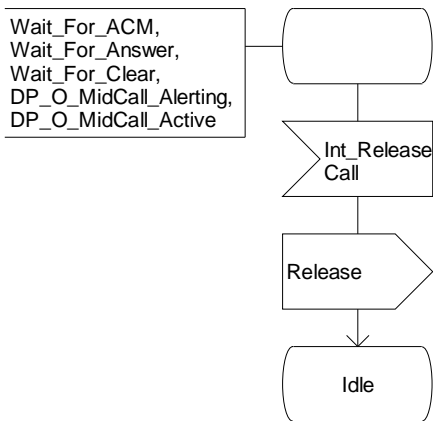 Wait_For_ACM,
Wait_For_Answer,
Wait_For_Clear,
DP_O_MidCall_Alerting,
DP_O_MidCall_Active
Int_Release
Call
Release
Idle